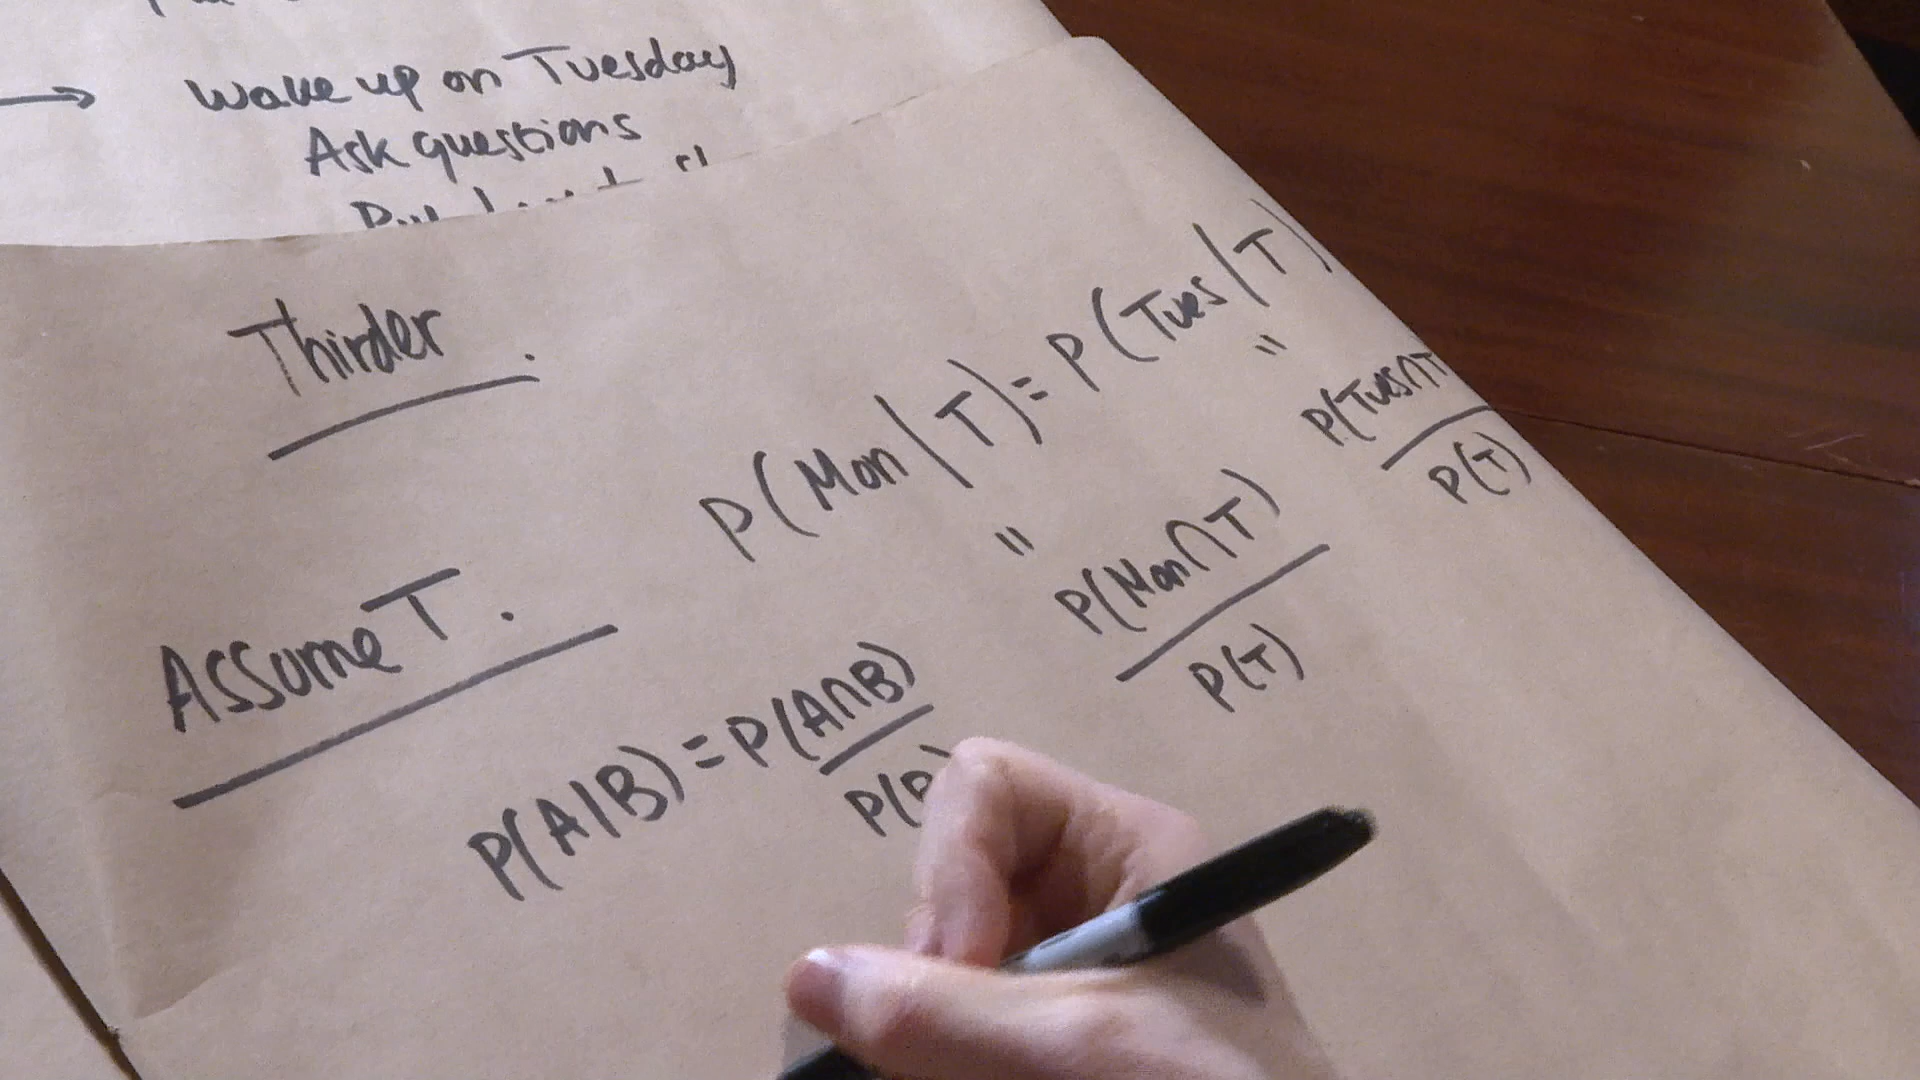 → Wake up on Tuesday
Ask questions
Thirder.
P(Mon|T) = P(Tues|T)
"
P(Tues∩T
P(T)
"
P(Mon∩T)
P(T)
Assume T.
P(A|B) = P(A∩B)